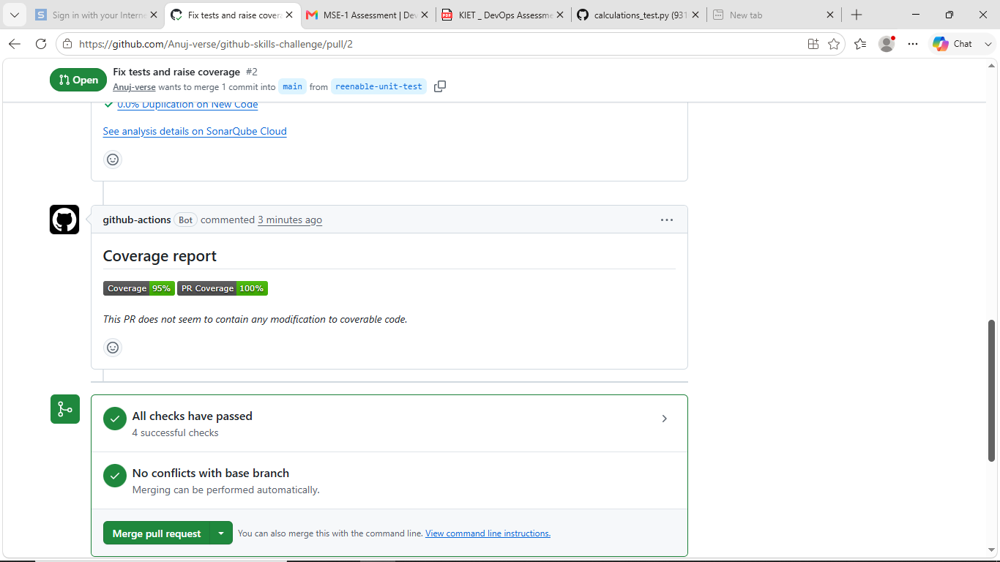 Sign in with your Interne
Fix tests and raise covera
MSE-1 Assessment | Dev
KIET _ DevOps Assessme
calculations_test.py (931
New tab
https://github.com/Anuj-verse/github-skills-challenge/pull/2
Chat
Open
Fix tests and raise coverage #2
Anuj-verse wants to merge 1 commit into main from reenable-unit-test
0.0% Duplication on New Code
See analysis details on SonarQube Cloud
github-actions Bot commented 3 minutes ago
Coverage report
Coverage 95% PR Coverage 100%
This PR does not seem to contain any modification to coverable code.
All checks have passed
4 successful checks
No conflicts with base branch
Merging can be performed automatically.
Merge pull request
You can also merge this with the command line. View command line instructions.